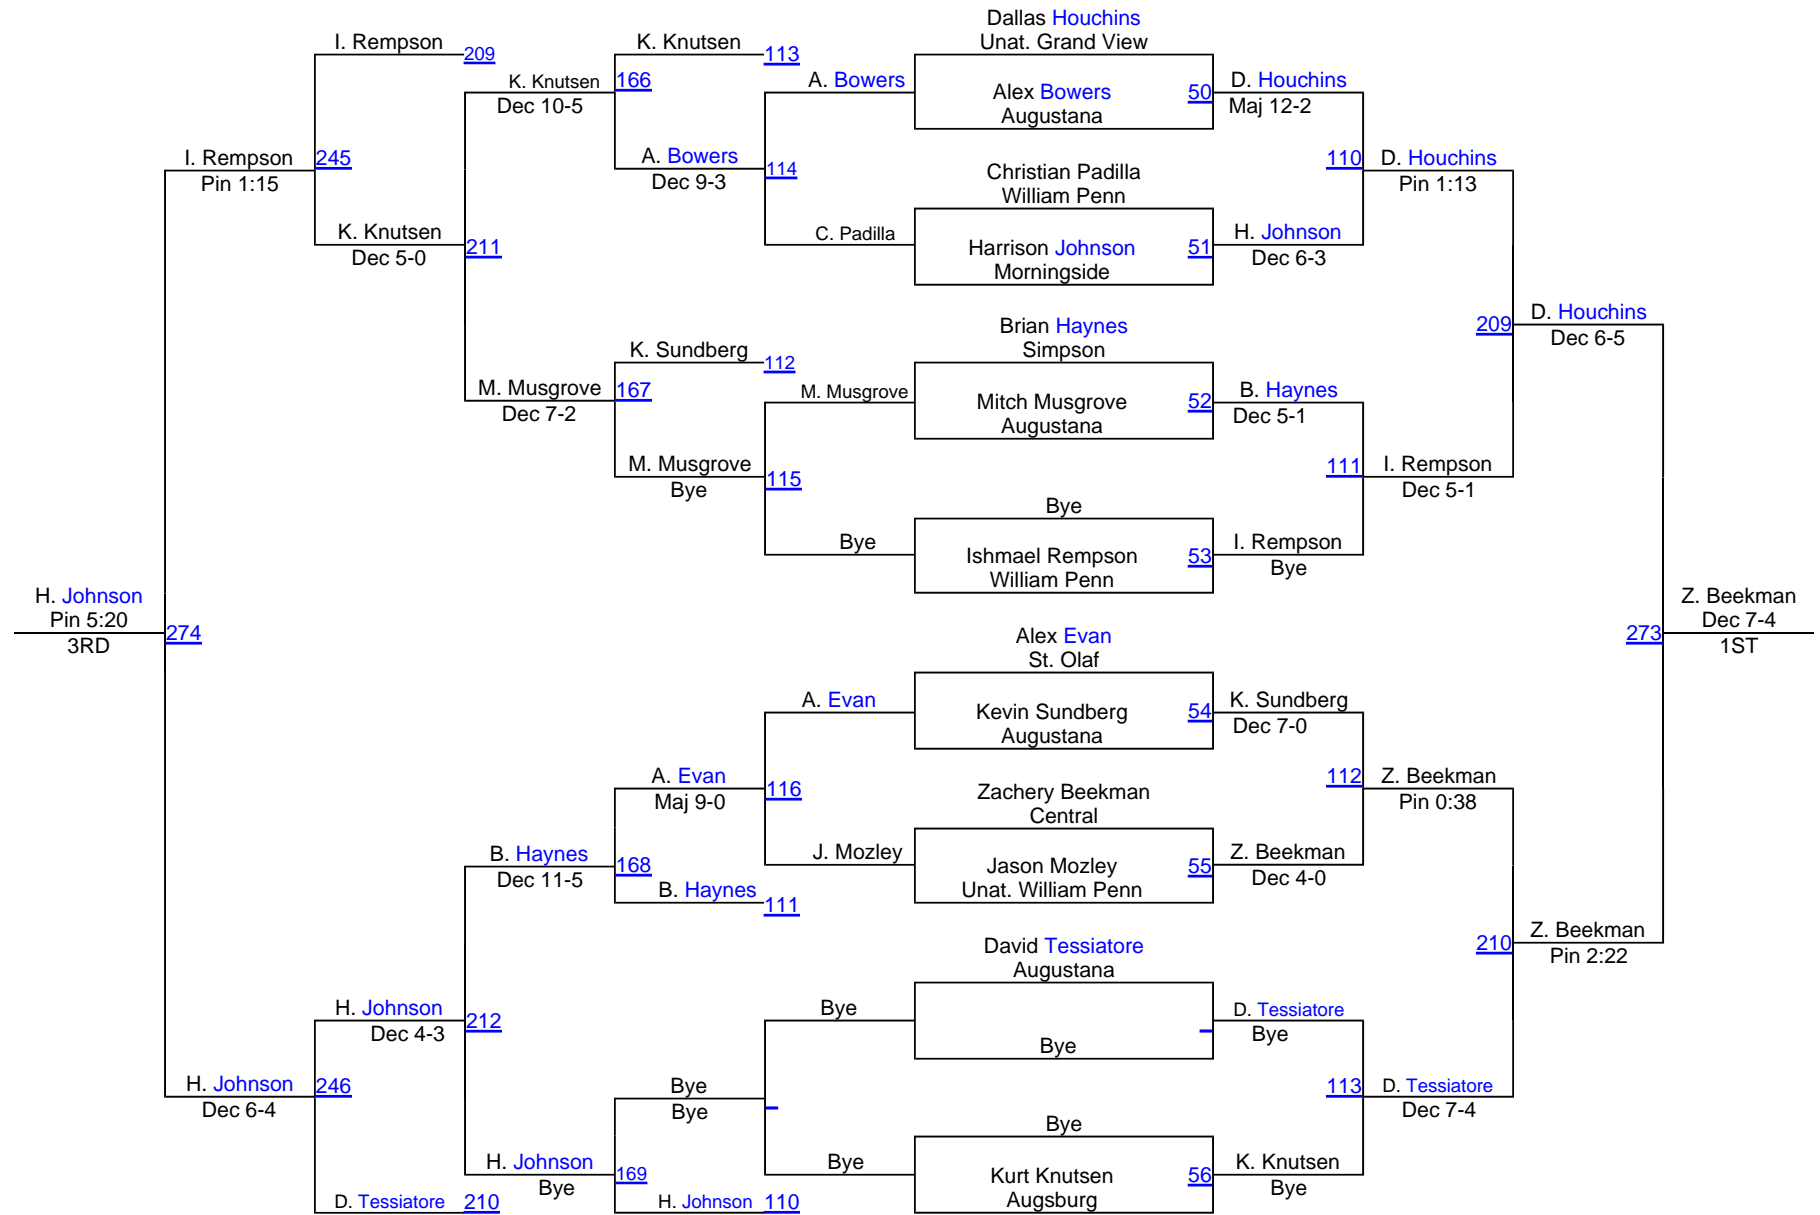 Dallas Houchins
Unat. Grand View
I. Rempson
209
K. Knutsen
113
K. Knutsen
166
Dec 10-5
A. Bowers
Alex Bowers
50
Augustana
D. Houchins
Maj 12-2
I. Rempson
245
Pin 1:15
A. Bowers
114
Dec 9-3
Christian Padilla
William Penn
110
D. Houchins
Pin 1:13
K. Knutsen
211
Dec 5-0
C. Padilla
Harrison Johnson
51
Morningside
H. Johnson
Dec 6-3
Brian Haynes
Simpson
209
D. Houchins
Dec 6-5
K. Sundberg
112
M. Musgrove
167
Dec 7-2
M. Musgrove
Mitch Musgrove
52
Augustana
B. Haynes
Dec 5-1
M. Musgrove
115
Bye
111
I. Rempson
Dec 5-1
Bye
Bye
Ishmael Rempson
53
William Penn
I. Rempson
Bye
H. Johnson
Pin 5:20
274
3RD
273
Z. Beekman
Dec 7-4
1ST
Alex Evan
St. Olaf
A. Evan
Kevin Sundberg
54
Augustana
K. Sundberg
Dec 7-0
A. Evan
116
Maj 9-0
Zachery Beekman
Central
112
Z. Beekman
Pin 0:38
B. Haynes
168
Dec 11-5
J. Mozley
Jason Mozley
55
Unat. William Penn
Z. Beekman
Dec 4-0
B. Haynes
111
David Tessiatore
Augustana
210
Z. Beekman
Pin 2:22
H. Johnson
212
Dec 4-3
Bye
Bye
D. Tessiatore
Bye
H. Johnson
246
Dec 6-4
Bye
Bye
113
D. Tessiatore
Dec 7-4
Bye
H. Johnson
169
Bye
Bye
Kurt Knutsen
56
Augsburg
K. Knutsen
Bye
D. Tessiatore
210
H. Johnson
110